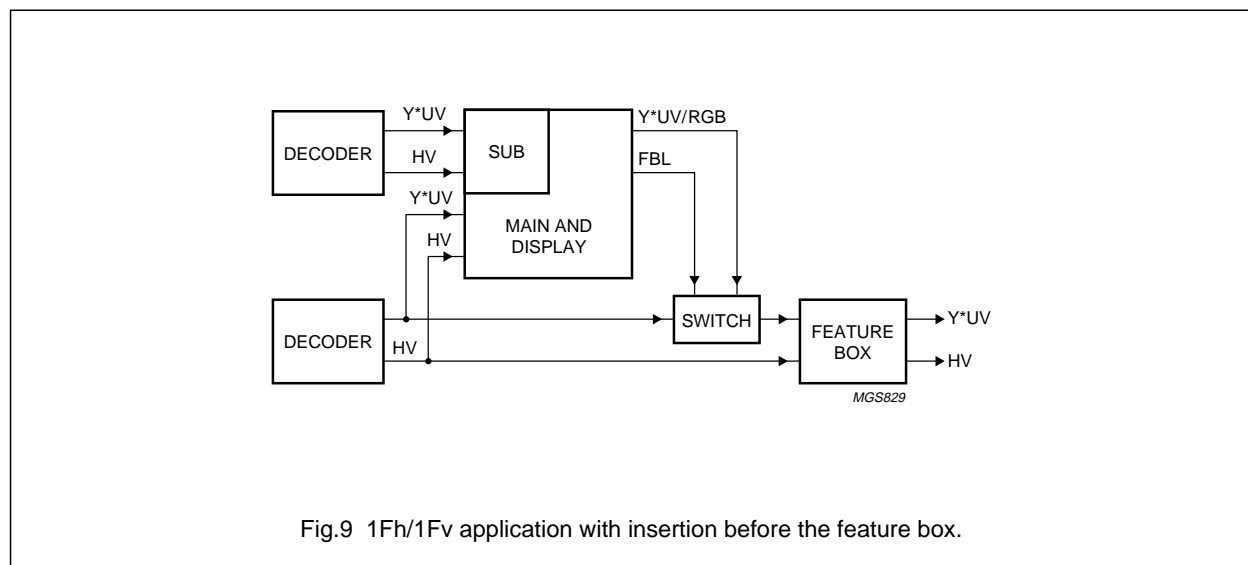 Y*UV
Y*UV/RGB
DECODER
SUB
HV
FBL
Y*UV
MAIN AND
DISPLAY
HV
SWITCH
DECODER
HV
FEATURE
BOX
Y*UV
HV
MGS829
Fig.9 1Fh/1Fv application with insertion before the feature box.